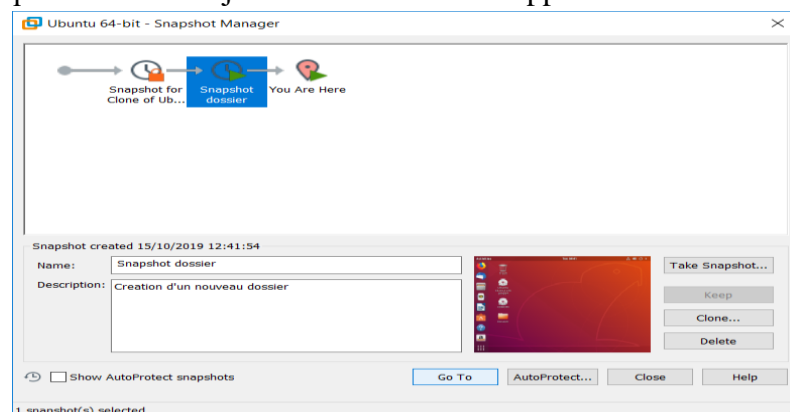 Ubuntu 64-bit - Snapshot Manager
Snapshot for
Clone of Ub...
Snapshot
dossier
You Are Here
Snapshot created 15/10/2019 12:41:54
Name: Snapshot dossier
Take Snapshot...
Description: Creation d'un nouveau dossier
Keep
Clone...
Delete
Show AutoProtect snapshots
Go To
AutoProtect...
Close
Help
1 snapshot(s) selected